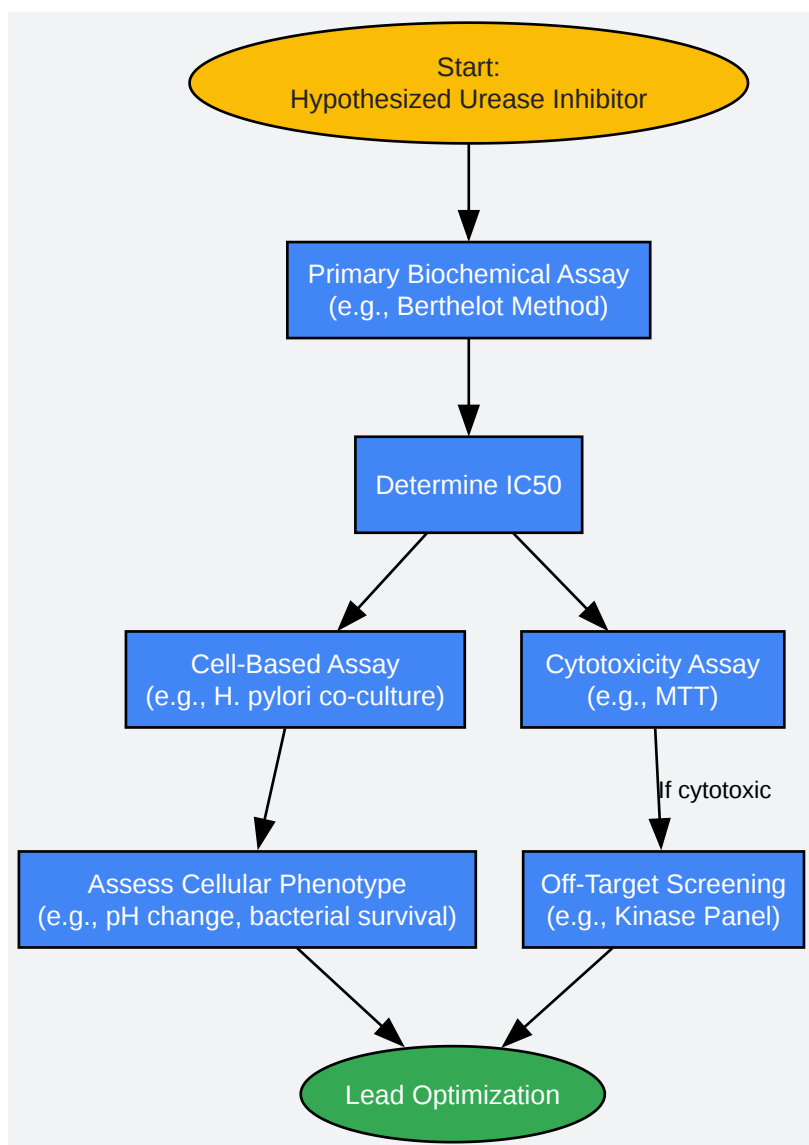 Start:
Hypothesized Urease Inhibitor
Primary Biochemical Assay
(e.g., Berthelot Method)
Determine IC50
Cell-Based Assay
(e.g., H. pylori co-culture)
Cytotoxicity Assay
(e.g., MTT)
If cytotoxic
Assess Cellular Phenotype
(e.g., pH change, bacterial survival)
Off-Target Screening
(e.g., Kinase Panel)
Lead Optimization